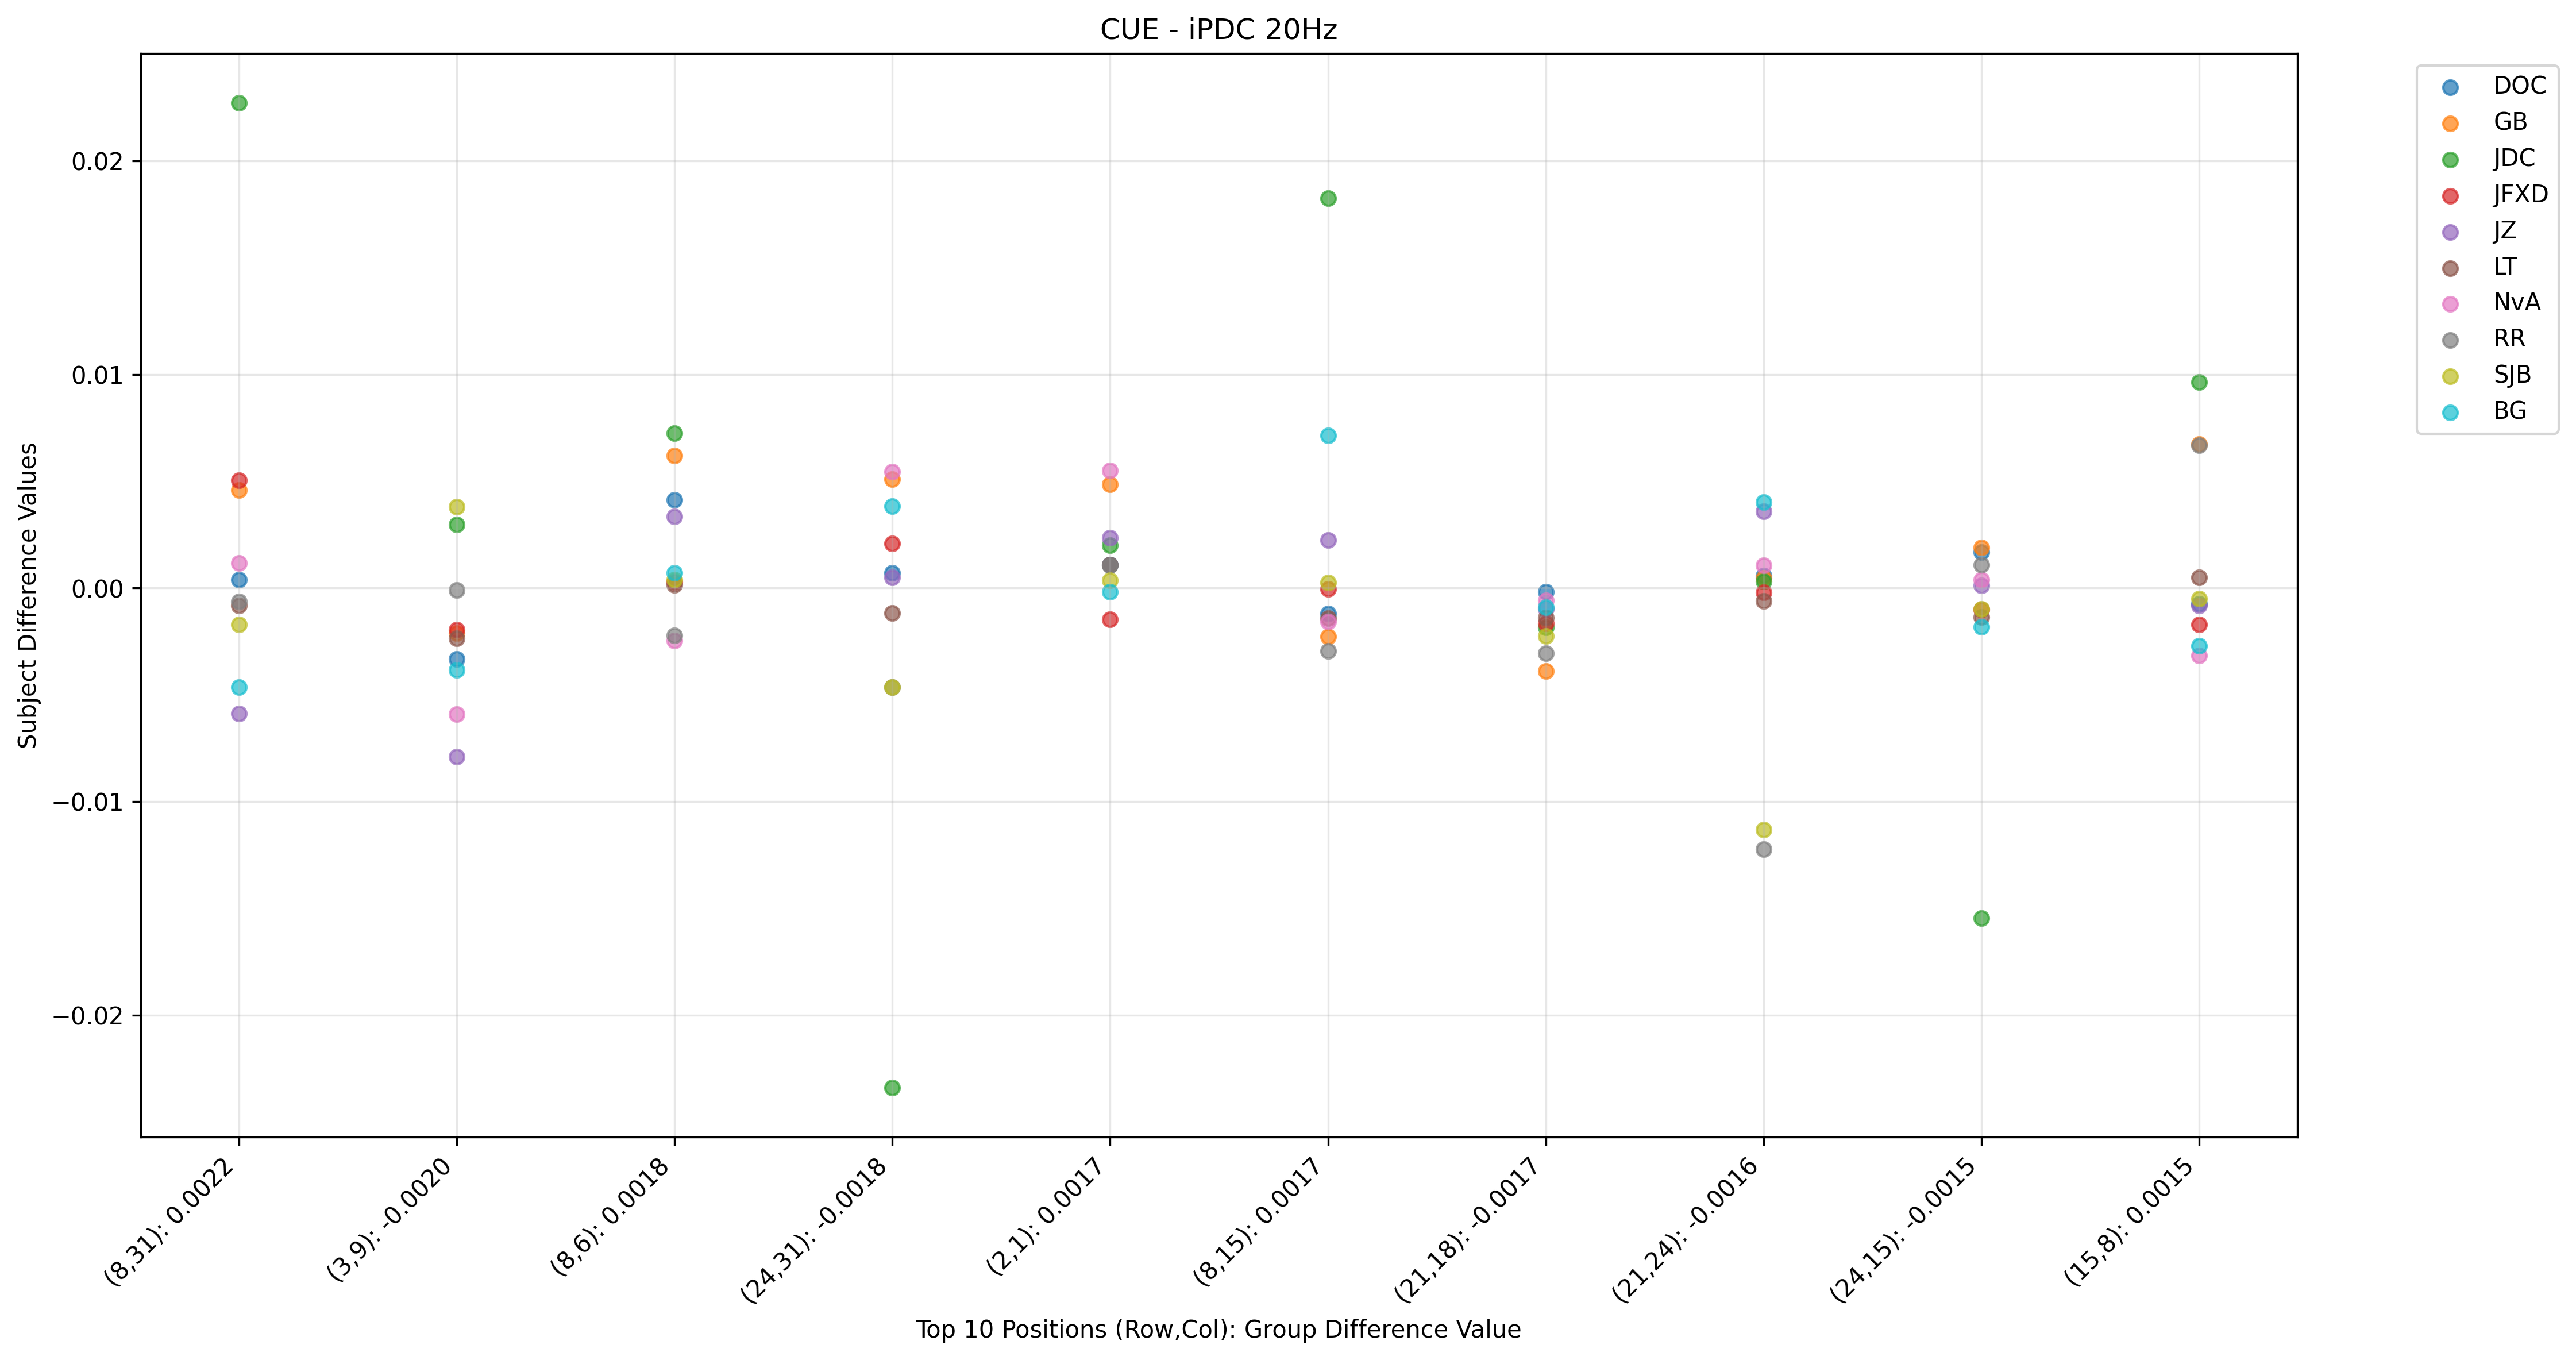 CUE - iPDC 20Hz
Subject Difference Values
0.02
0.01
0.00
−0.01
−0.02
(8,31): 0.0022
(3,9): -0.0020
(8,6): 0.0018
(24,31): -0.0018
(2,1): 0.0017
(8,15): 0.0017
(21,18): -0.0017
(21,24): -0.0016
(24,15): -0.0015
(15,8): 0.0015
Top 10 Positions (Row,Col): Group Difference Value
DOC
GB
JDC
JFXD
JZ
LT
NvA
RR
SJB
BG